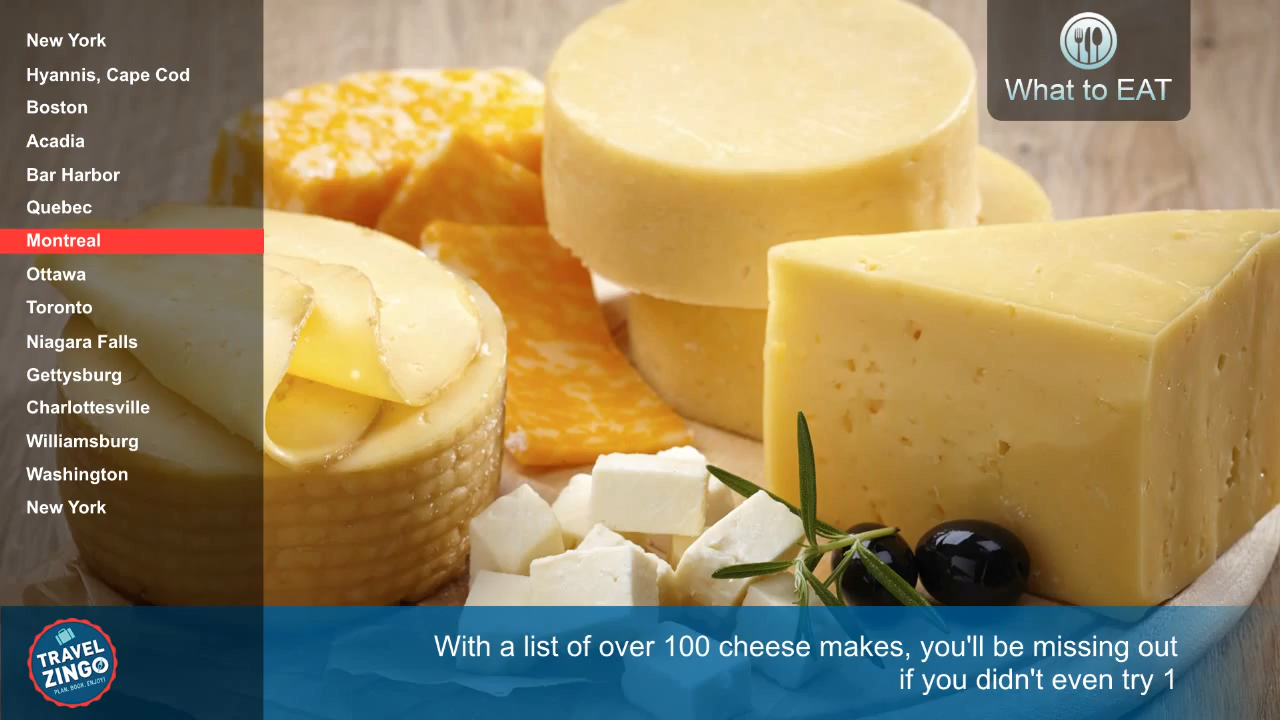 New York
Hyannis, Cape Cod
Boston
Acadia
Bar Harbor
Quebec
Montreal
Ottawa
Toronto
Niagara Falls
Gettysburg
Charlottesville
Williamsburg
Washington
New York
What to EAT
TRAVEL
ZINGO
PLAN. BOOK. ENJOY!
With a list of over 100 cheese makes, you'll be missing out
if you didn't even try 1